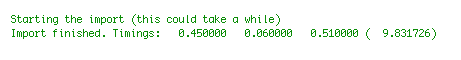 Starting the import (this could take a while)
Import finished. Timings:   0.450000   0.060000   0.510000 (  9.831726)